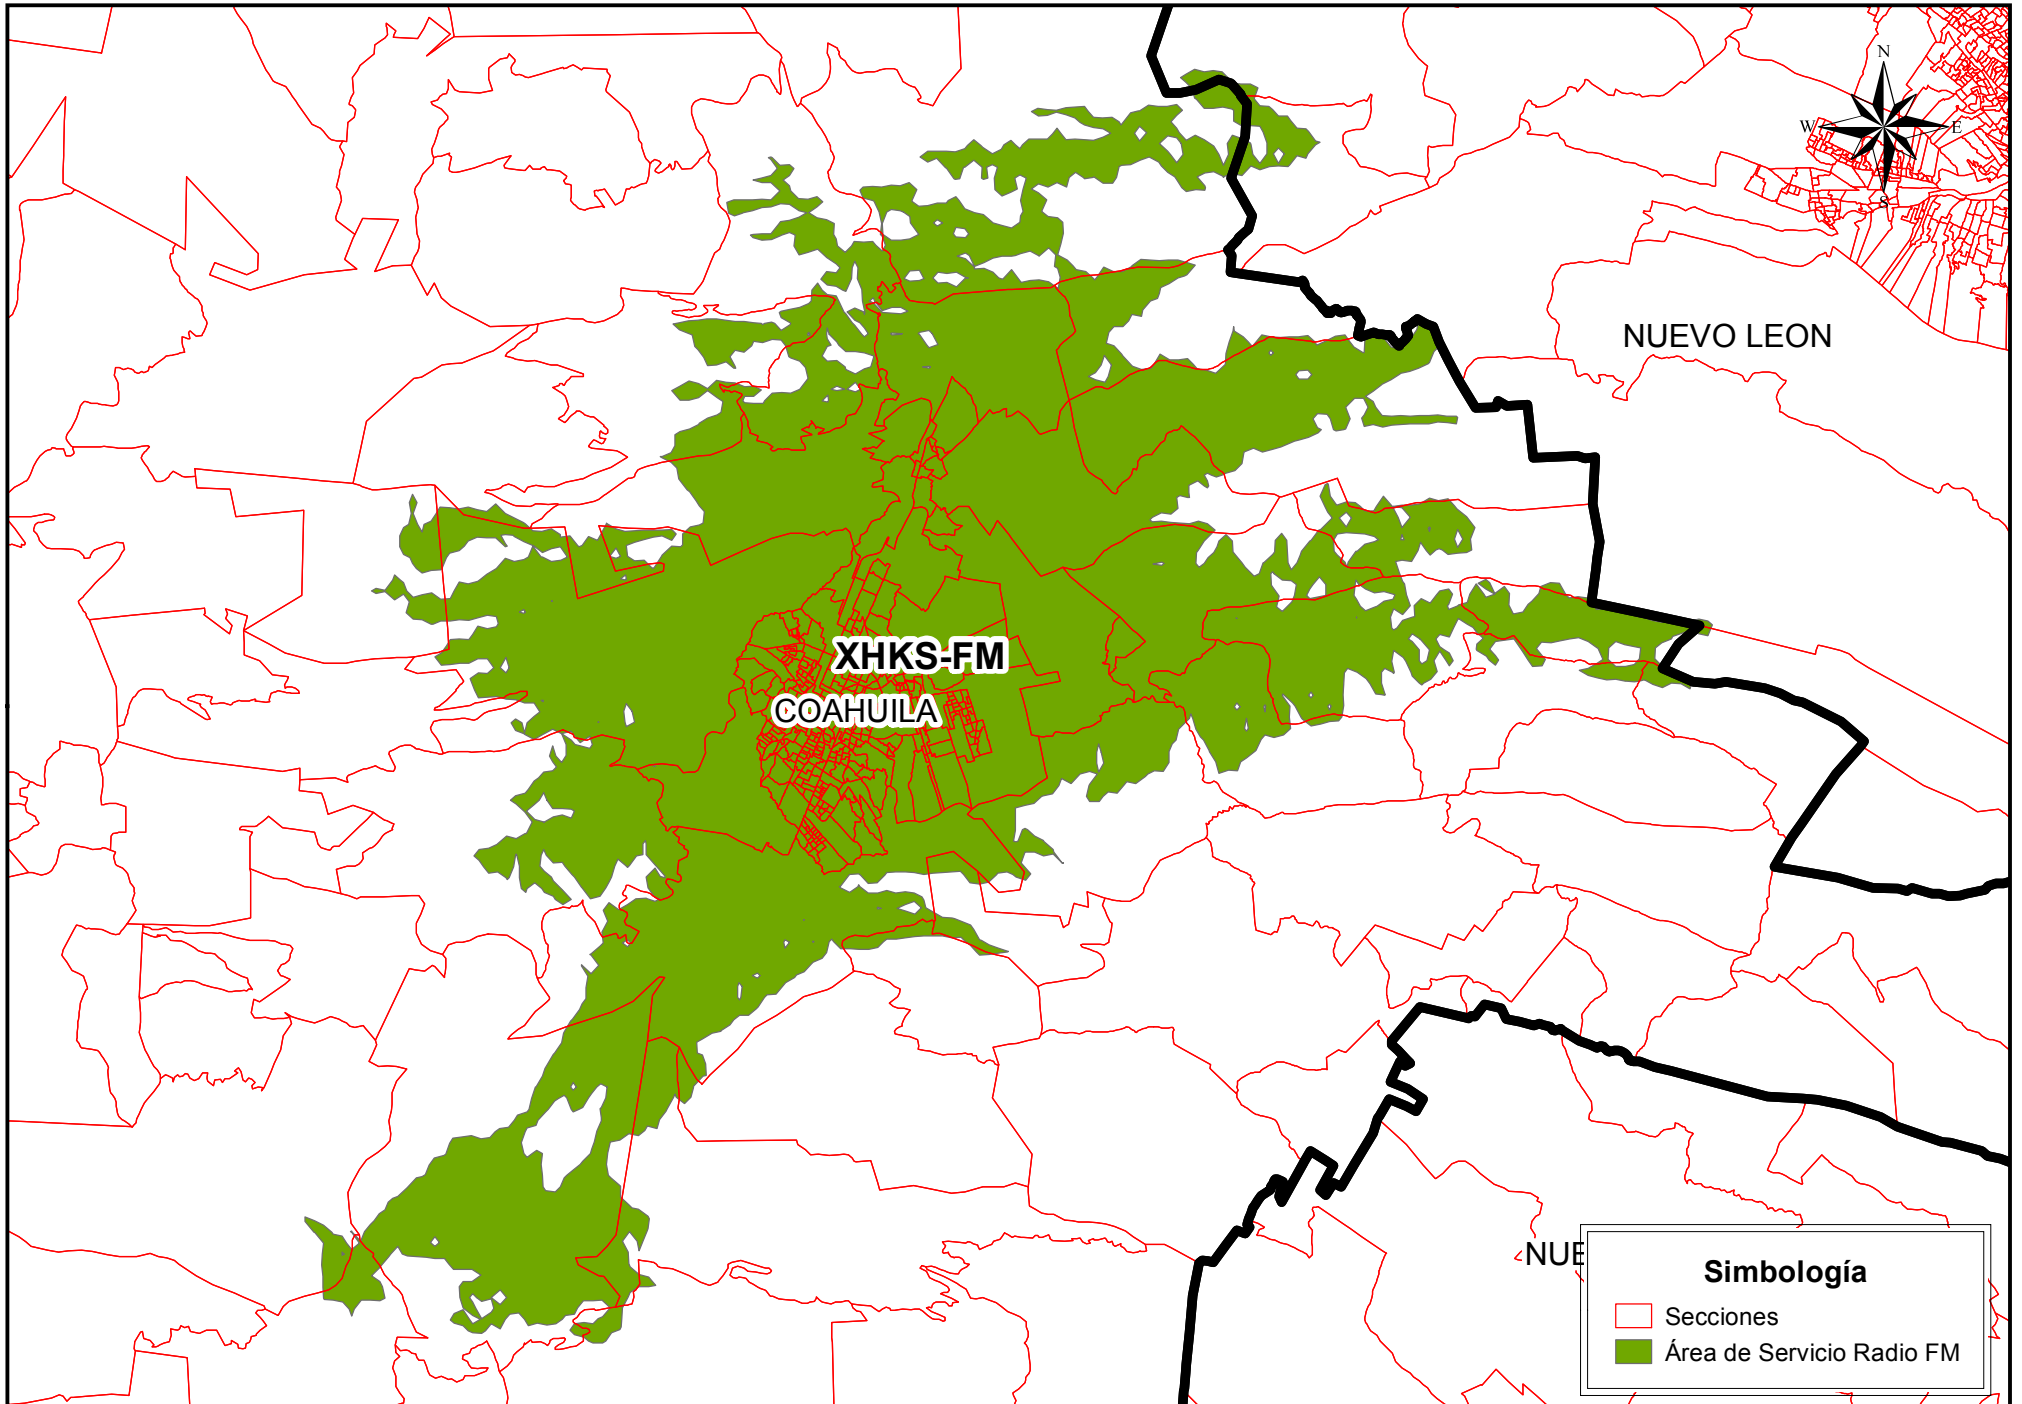 N
W E
S
NUEVO LEON
XHKS-FM
COAHUILA
NUE
Simbología
Secciones
Área de Servicio Radio FM